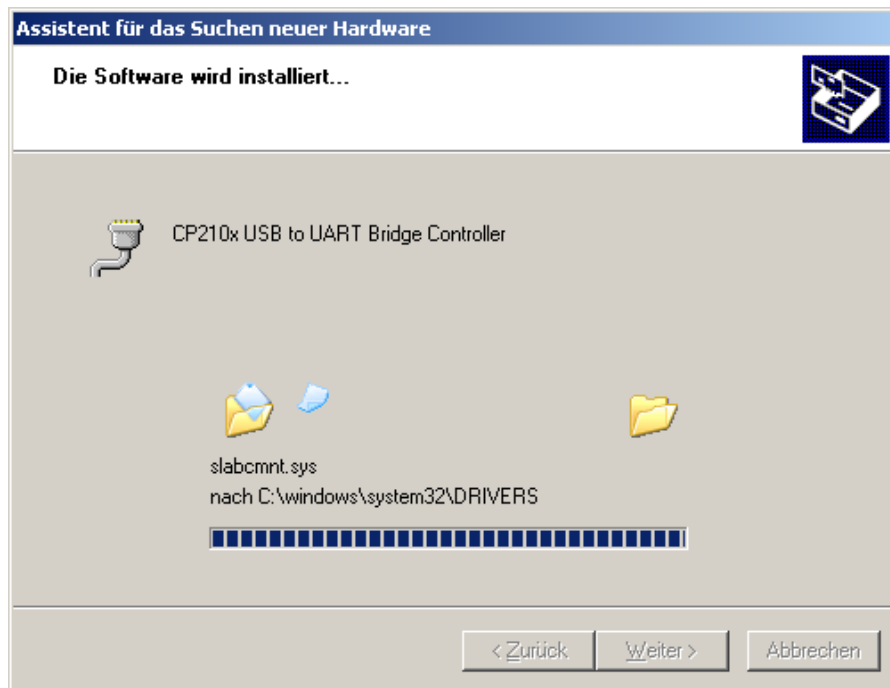 Assistent für das Suchen neuer Hardware
Die Software wird installiert...
CP210x USB to UART Bridge Controller
slabcmnt.sys
nach C:\windows\system32\DRIVERS
< Zurück
Weiter >
Abbrechen